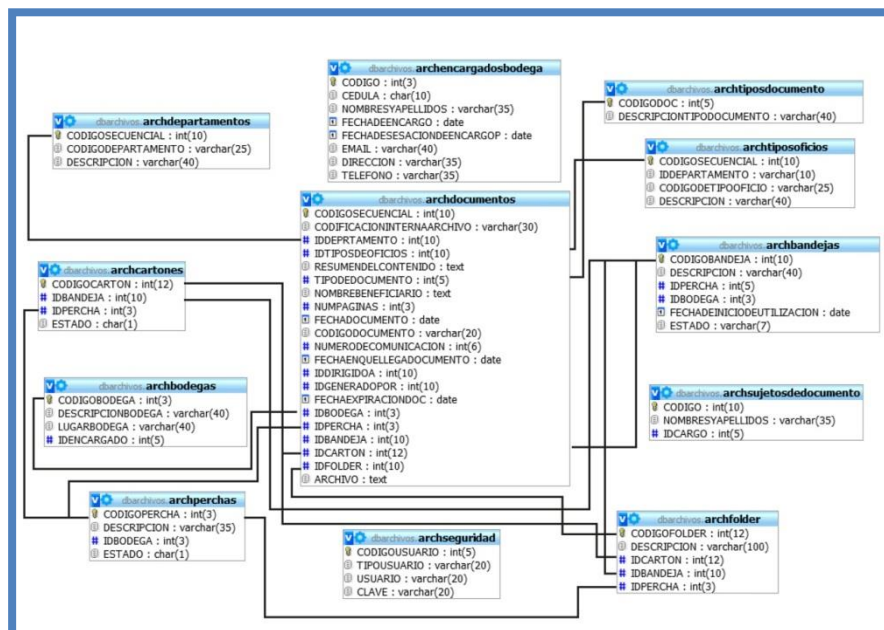 dbarchivos.archencargadosbodega
CODIGO : int(3)
CEDULA : char(10)
NOMBRESYAPELLIDOS : varchar(35)
FECHADEENCARGO : date
FECHADESESACIONDEENCARGOP : date
EMAIL : varchar(40)
DIRECCION : varchar(35)
TELEFONO : varchar(35)
dbarchivos.archtiposdocumento
CODIGODOC : int(5)
DESCRIPCIONTIPODOCUMENTO : varchar(40)
dbarchivos.archdepartamentos
CODIGOSECUENCIAL : int(10)
CODIGODEPARTAMENTO : varchar(25)
DESCRIPCION : varchar(40)
dbarchivos.archtiposoficios
CODIGOSECUENCIAL : int(10)
IDDEPARTAMENTO : varchar(10)
CODIGODETIPOOFICIO : varchar(25)
DESCRIPCION : varchar(40)
dbarchivos.archdocumentos
CODIGOSECUENCIAL : int(10)
CODIFICACIONINTERNAARCHIVO : varchar(30)
IDDEPRTAMENTO : int(10)
IDTIPOSDEOFICIOS : int(10)
RESUMENDELCONTENIDO : text
TIPODEDOCUMENTO : int(5)
NOMBREBENEFICIARIO : text
NUMPAGINAS : int(3)
FECHADOCUMENTO : date
CODIGODOCUMENTO : varchar(20)
NUMERODECOMUNICACION : int(6)
FECHAENQUELLEGADOCUMENTO : date
IDDIRIGIDOA : int(10)
IDGENERADOPOR : int(10)
FECHAEXPIRACIONDOC : date
IDBODEGA : int(3)
IDPERCHA : int(3)
IDBANDEJA : int(10)
IDCARTON : int(12)
IDFOLDER : int(10)
ARCHIVO : text
dbarchivos.archbandejas
CODIGOBANDEJA : int(10)
DESCRIPCION : varchar(40)
IDPERCHA : int(5)
IDBODEGA : int(3)
FECHADEINICIODEUTILIZACION : date
ESTADO : varchar(7)
dbarchivos.archcartones
CODIGOCARTON : int(12)
IDBANDEJA : int(10)
IDPERCHA : int(3)
ESTADO : char(1)
dbarchivos.archbodegas
CODIGOBODEGA : int(3)
DESCRIPCIONBODEGA : varchar(40)
LUGARBODEGA : varchar(40)
IDENCARGADO : int(5)
dbarchivos.archsujetosdedocumento
CODIGO : int(10)
NOMBRESYAPELLIDOS : varchar(35)
IDCARGO : int(5)
dbarchivos.archperchas
CODIGOPERCHA : int(3)
DESCRIPCION : varchar(35)
IDBODEGA : int(3)
ESTADO : char(1)
dbarchivos.archseguridad
CODIGOUSUARIO : int(5)
TIPOUSUARIO : varchar(20)
USUARIO : varchar(20)
CLAVE : varchar(20)
dbarchivos.archfolder
CODIGOFOLDER : int(12)
DESCRIPCION : varchar(100)
IDCARTON : int(12)
IDBANDEJA : int(10)
IDPERCHA : int(3)